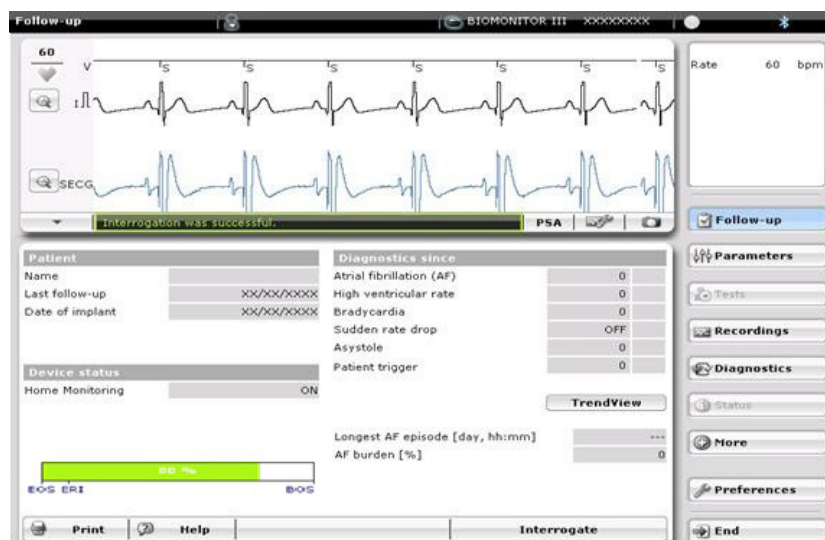 Follow-up BIOMONITOR III XXXXXXXX
60
V S S S S S S S
I
SECG
Rate 60 bpm
Interrogation was successful. PSA
Follow-up
Parameters
Tests
Recordings
Diagnostics
Status
More
Preferences
End
Patient
Name
Last follow-up XX/XX/XXXX
Date of implant XX/XX/XXXX
Device status
Home Monitoring ON
80 %
EOS ERI BOS
Diagnostics since
Atrial fibrillation (AF) 0
High ventricular rate 0
Bradycardia 0
Sudden rate drop OFF
Asystole 0
Patient trigger 0
TrendView
Longest AF episode [day, hh:mm] ---
AF burden [%] 0
Print Help Interrogate